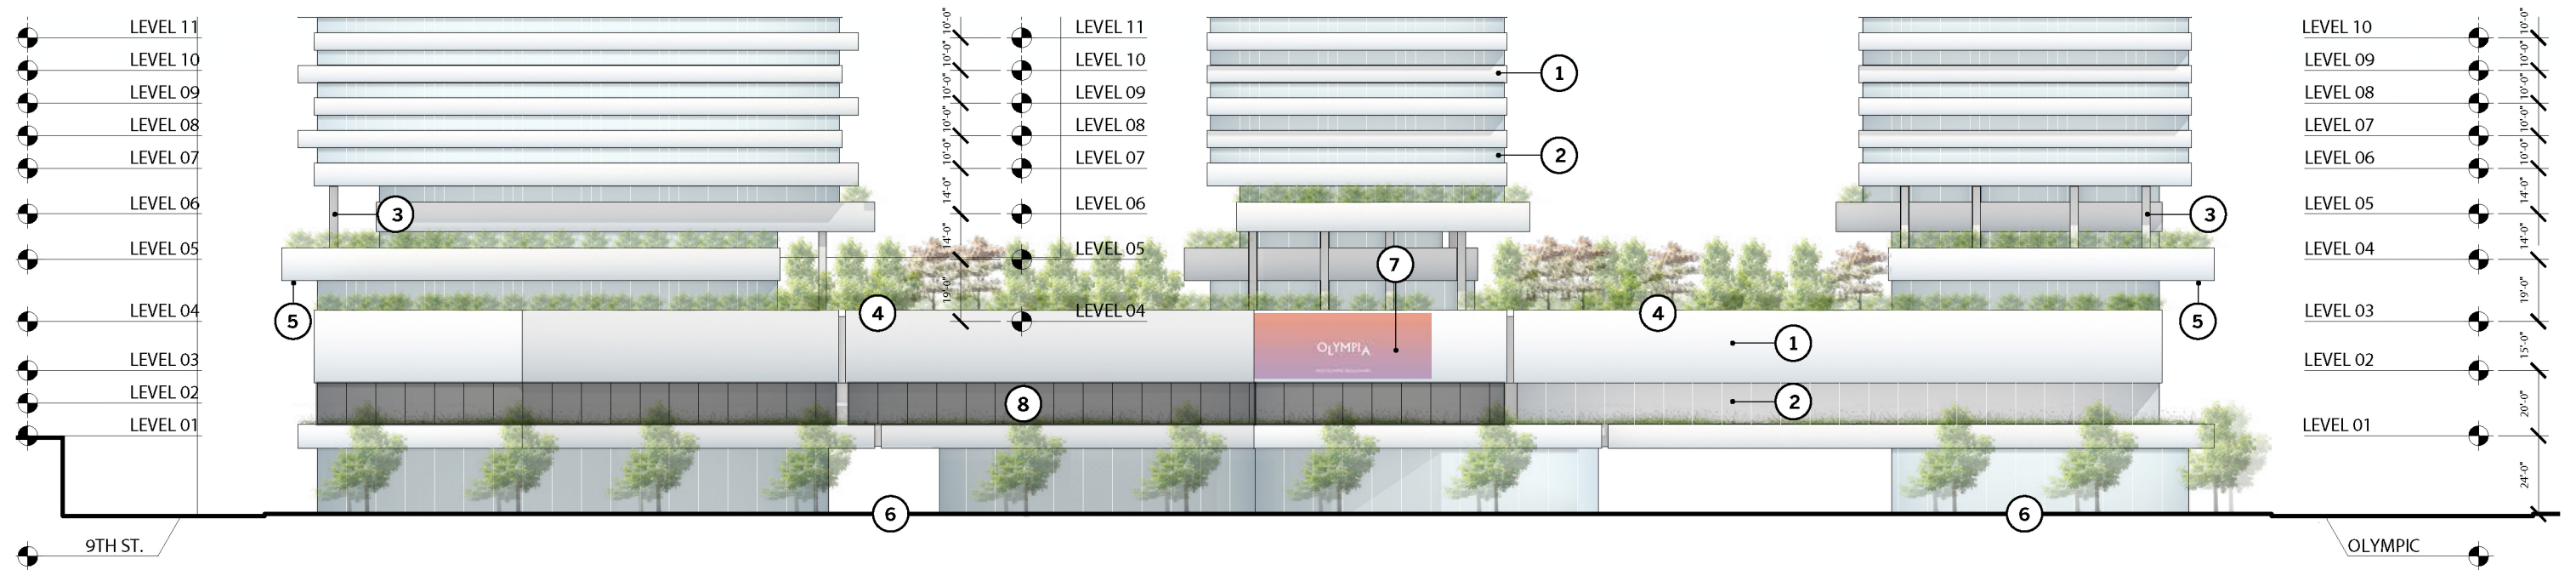 LEVEL 11
LEVEL 10
LEVEL 09
LEVEL 08
LEVEL 07
LEVEL 06
LEVEL 05
LEVEL 04
LEVEL 03
LEVEL 02
LEVEL 01
9TH ST.
3
5
4
8
6
10'-0"
10'-0"
10'-0"
10'-0"
10'-0"
14'-0"
14'-0"
19'-0"
LEVEL 11
LEVEL 10
LEVEL 09
LEVEL 08
LEVEL 07
LEVEL 06
LEVEL 05
LEVEL 04
1
2
7
OLYMPIA
4
1
2
3
5
6
LEVEL 10
LEVEL 09
LEVEL 08
LEVEL 07
LEVEL 06
LEVEL 05
LEVEL 04
LEVEL 03
LEVEL 02
LEVEL 01
OLYMPIC
10'-0"
10'-0"
10'-0"
10'-0"
10'-0"
14'-0"
14'-0"
19'-0"
15'-0"
20'-0"
24'-0"